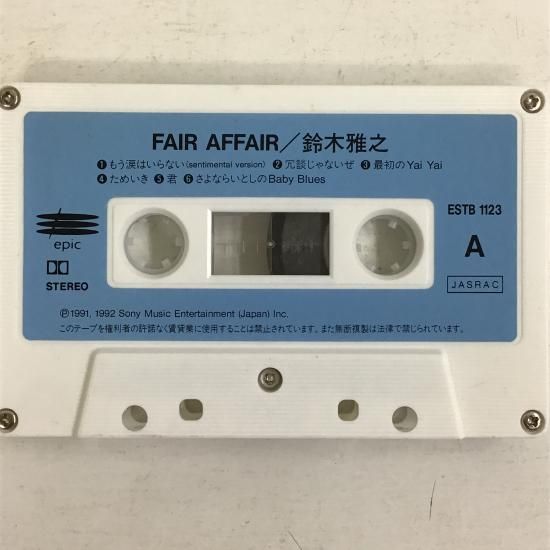 FAIR AFFAIR／鈴木雅之
❶もう涙はいらない(sentimental version) ❷冗談じゃないぜ ❸最初のYai Yai
❹ためいき ❺君 ❻さよならいとしのBaby Blues
epic
STEREO
ESTB 1123
A
JASRAC
Ⓟ1991, 1992 Sony Music Entertainment (Japan) Inc.
このテープを権利者の許諾なく賃貸業に使用することは禁止されています。また無断複製は法律で禁じられています。